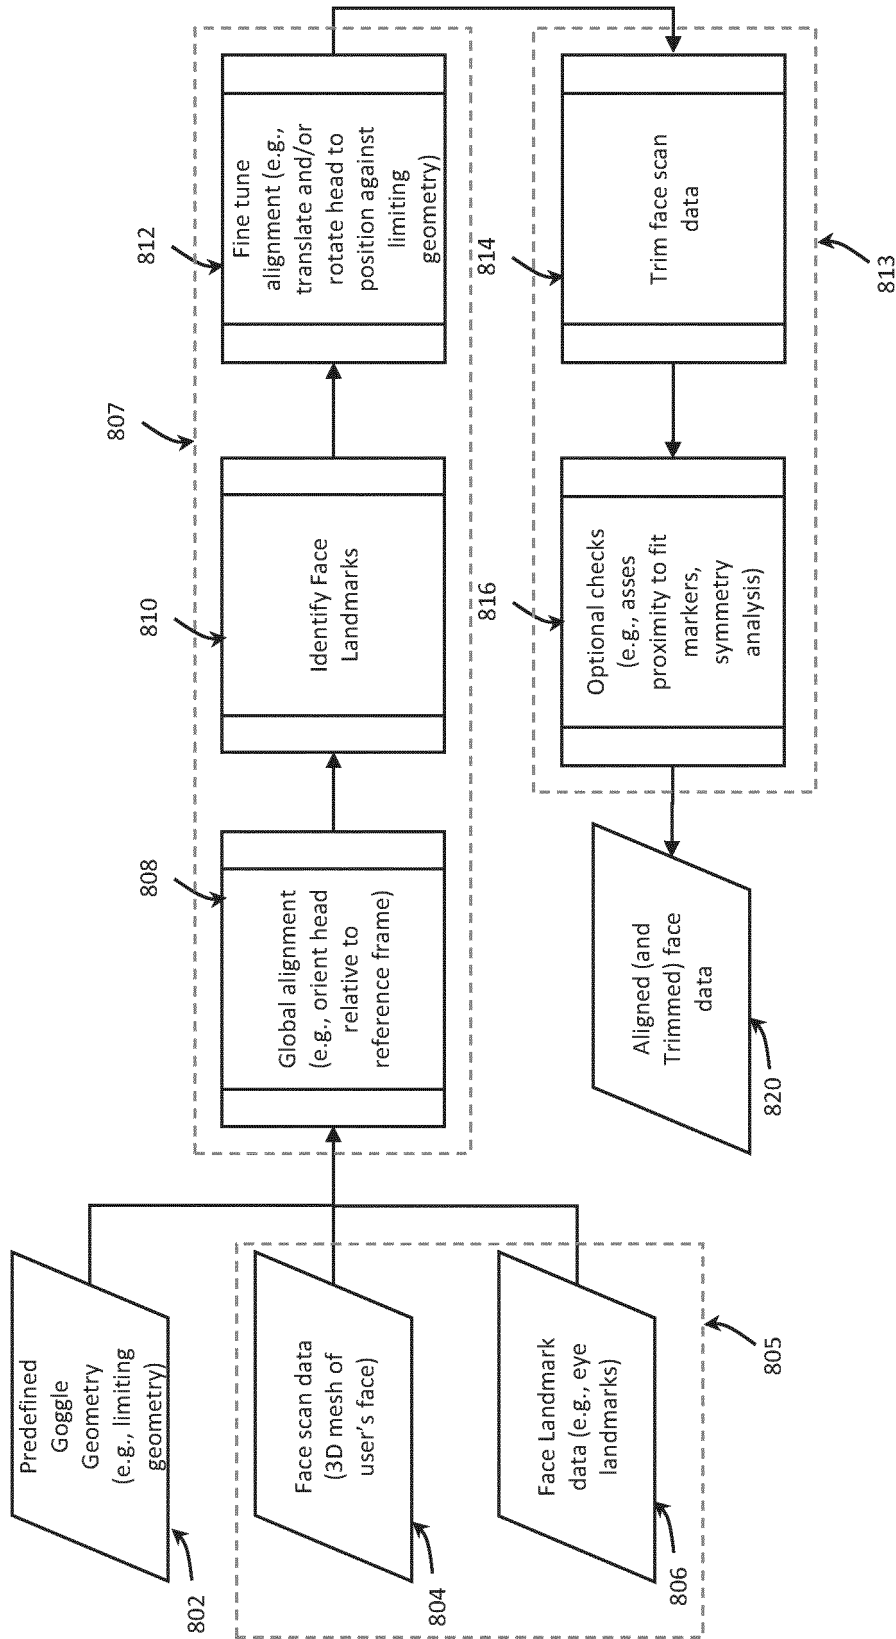 Predefined
Goggle
Geometry
(e.g., limiting
geometry)
802
Face scan data
(3D mesh of
user's face)
804
Face Landmark
data (e.g., eye
landmarks)
806
805
807
Global alignment
(e.g., orient head
relative to
reference frame)
808
Identify Face
Landmarks
810
Fine tune
alignment (e.g.,
translate and/or
rotate head to
position against
limiting
geometry)
812
Trim face scan
data
814
813
Optional checks
(e.g., asses
proximity to fit
markers,
symmetry
analysis)
816
Aligned (and
Trimmed) face
data
820